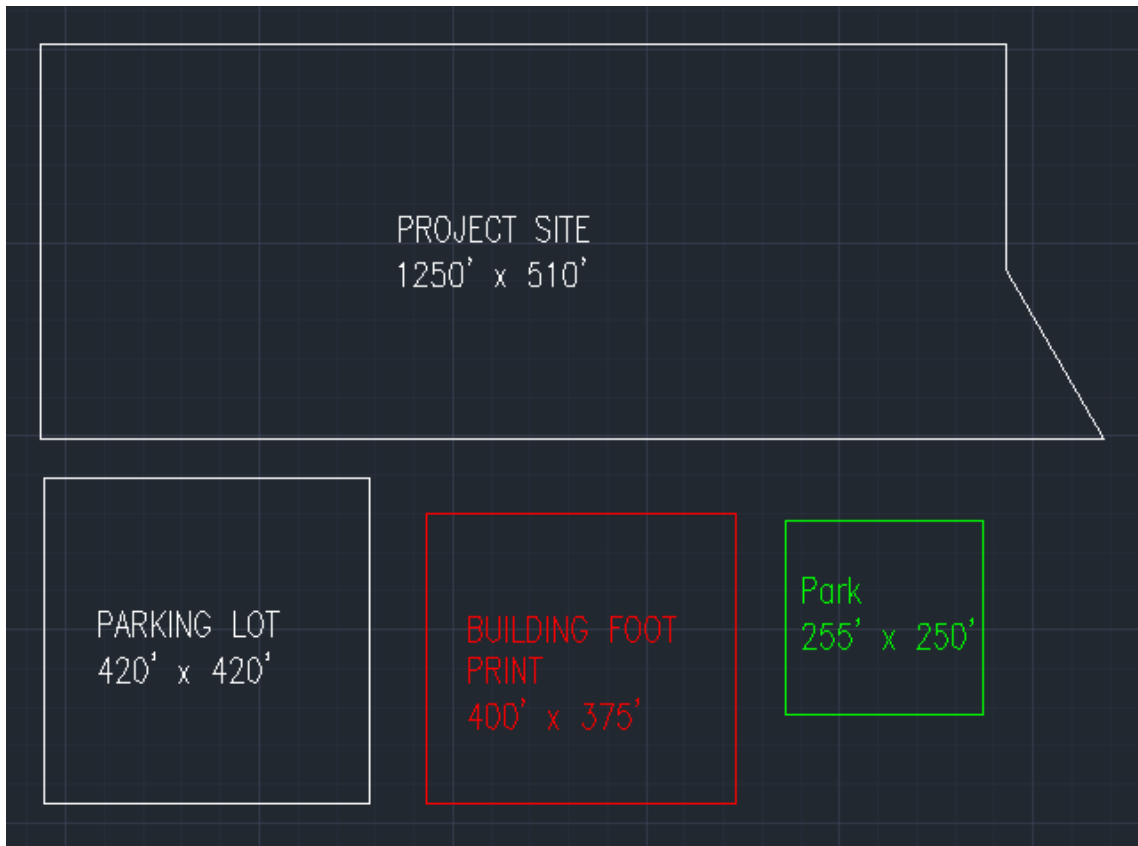 PROJECT SITE
1250' x 510'
PARKING LOT
420' x 420'
BUILDING FOOT
PRINT
400' x 375'
Park
255' x 250'